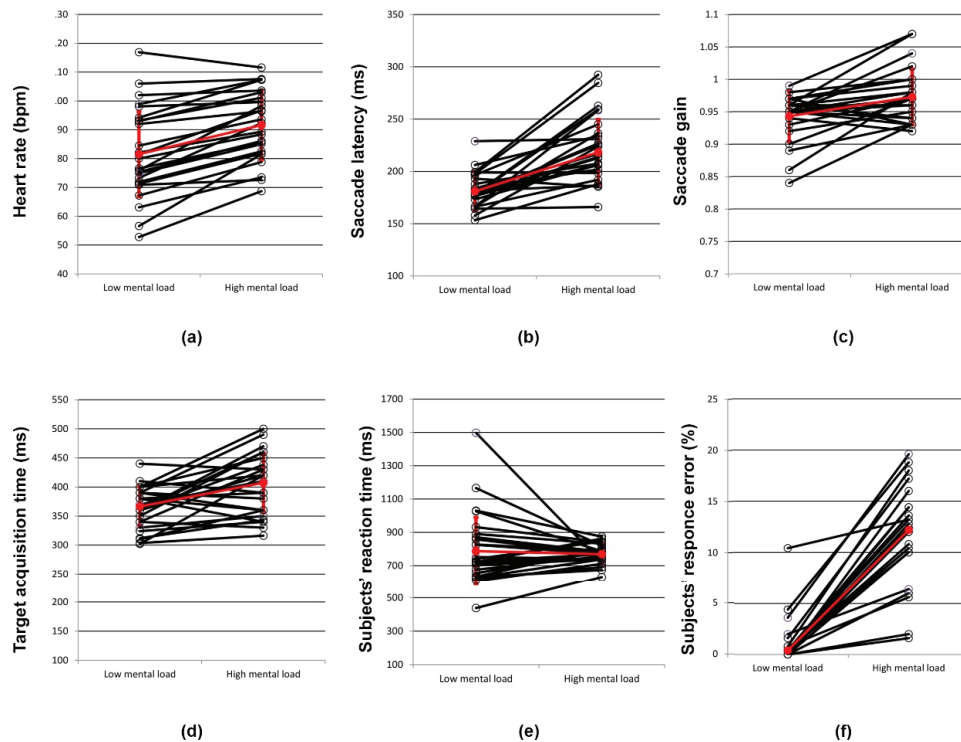 Heart rate (bpm)
.30
.20
.10
.00
90
80
70
60
50
40
Low mental load
High mental load
(a)
Saccade latency (ms)
350
300
250
200
150
100
Low mental load
High mental load
(b)
Saccade gain
1.1
1.05
1
0.95
0.9
0.85
0.8
0.75
0.7
Low mental load
High mental load
(c)
Target acquisition time (ms)
550
500
450
400
350
300
250
200
150
100
Low mental load
High mental load
(d)
Subjects' reaction time (ms)
1700
1500
1300
1100
900
700
500
300
100
Low mental load
High mental load
(e)
Subjects' responce error (%)
25
20
15
10
5
0
Low mental load
High mental load
(f)